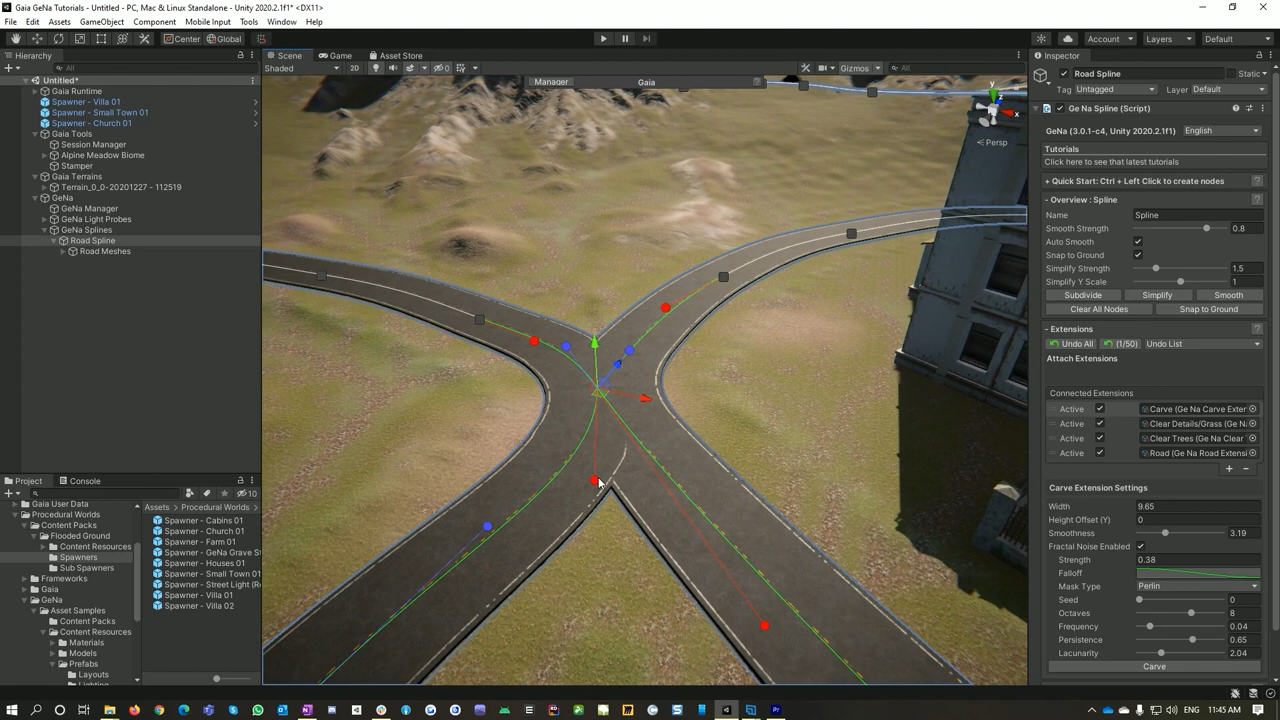 Gaia GeNa Tutorials - Untitled - PC, Mac & Linux Standalone - Unity 2020.2.1f1* <DX11>
File Edit Assets GameObject Component Mobile Input Tools Window Help
Center Global Account Layers Default
Hierarchy Scene Game Asset Store Inspector
All Shaded 2D 0 Gizmos All Road Spline Static
Untitled* Manager Gaia Tag Untagged Layer Default
Gaia Runtime
Spawner - Villa 01
Spawner - Small Town 01
Spawner - Church 01
Gaia Tools
Session Manager
Alpine Meadow Biome
Stamper
Gaia Terrains
Terrain_0_0-20201227 - 112519
GeNa
GeNa Manager
GeNa Light Probes
GeNa Splines
Road Spline
Road Meshes
y
z
x
Persp
Ge Na Spline (Script)
GeNa (3.0.1-c4, Unity 2020.2.1f1) English
Tutorials
Click here to see that latest tutorials
+ Quick Start: Ctrl + Left Click to create nodes ?
- Overview : Spline ?
Name Spline
Smooth Strength 0.8
Auto Smooth
Snap to Ground
Simplify Strength 1.5
Simplify Y Scale 1
Subdivide Simplify Smooth
Clear All Nodes Snap to Ground
- Extensions ?
Undo All (1/50) Undo List
Attach Extensions
Connected Extensions
Active Carve (Ge Na Carve Exter
Active Clear Details/Grass (Ge Na
Active Clear Trees (Ge Na Clear
Active Road (Ge Na Road Extensi
+ -
Carve Extension Settings
Width 9.65
Height Offset (Y) 0
Smoothness 3.19
Fractal Noise Enabled
Strength 0.38
Falloff
Mask Type Perlin
Seed 0
Octaves 8
Frequency 0.04
Persistence 0.65
Lacunarity 2.04
Carve
Project Console
10
Gaia User Data
Procedural Worlds
Content Packs
Flooded Ground
Content Resources
Spawners
Sub Spawners
Frameworks
Gaia
GeNa
Asset Samples
Content Packs
Content Resources
Materials
Models
Prefabs
Layouts
Lighting
Assets Procedural Worlds
Spawner - Cabins 01
Spawner - Church 01
Spawner - Farm 01
Spawner - GeNa Grave S
Spawner - Houses 01
Spawner - Small Town 01
Spawner - Street Light (R
Spawner - Villa 01
Spawner - Villa 02
ENG 11:45 AM